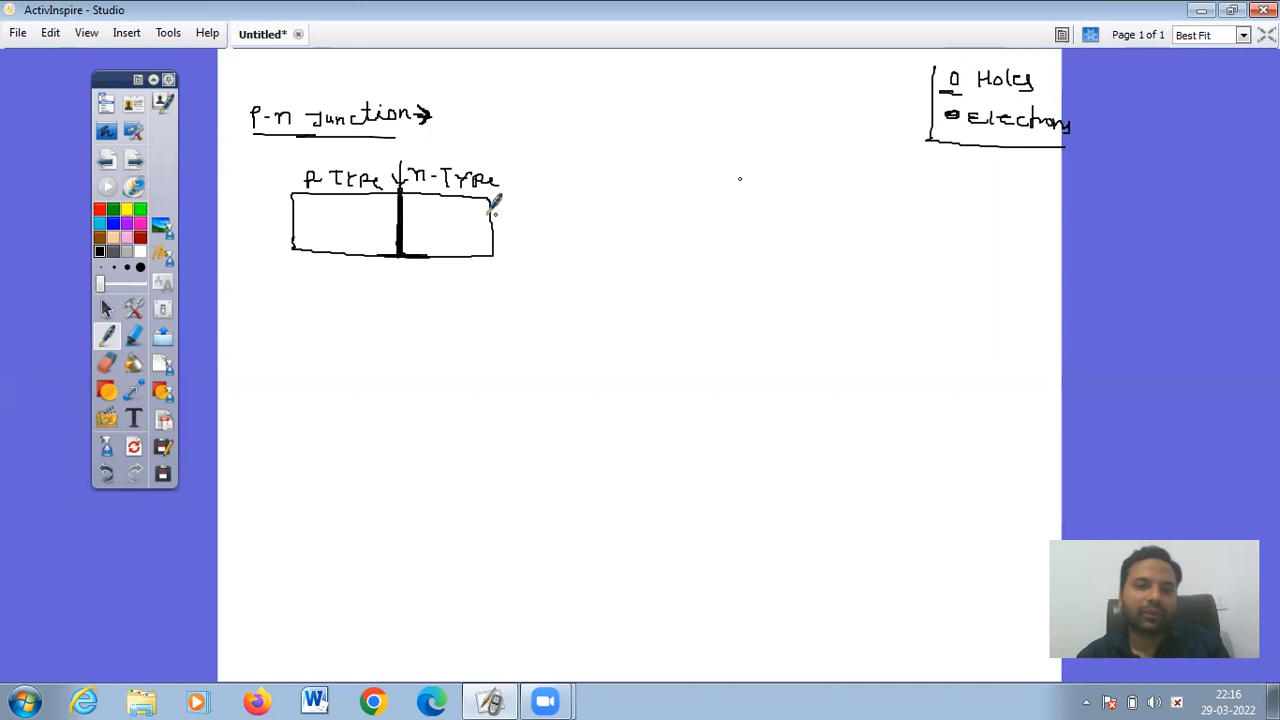 ActivInspire - Studio
File Edit View Insert Tools Help
Untitled*
Page 1 of 1
Best Fit
0 Holes
Electrons
P-n Junction →
P Type n-Type
22:16
29-03-2022